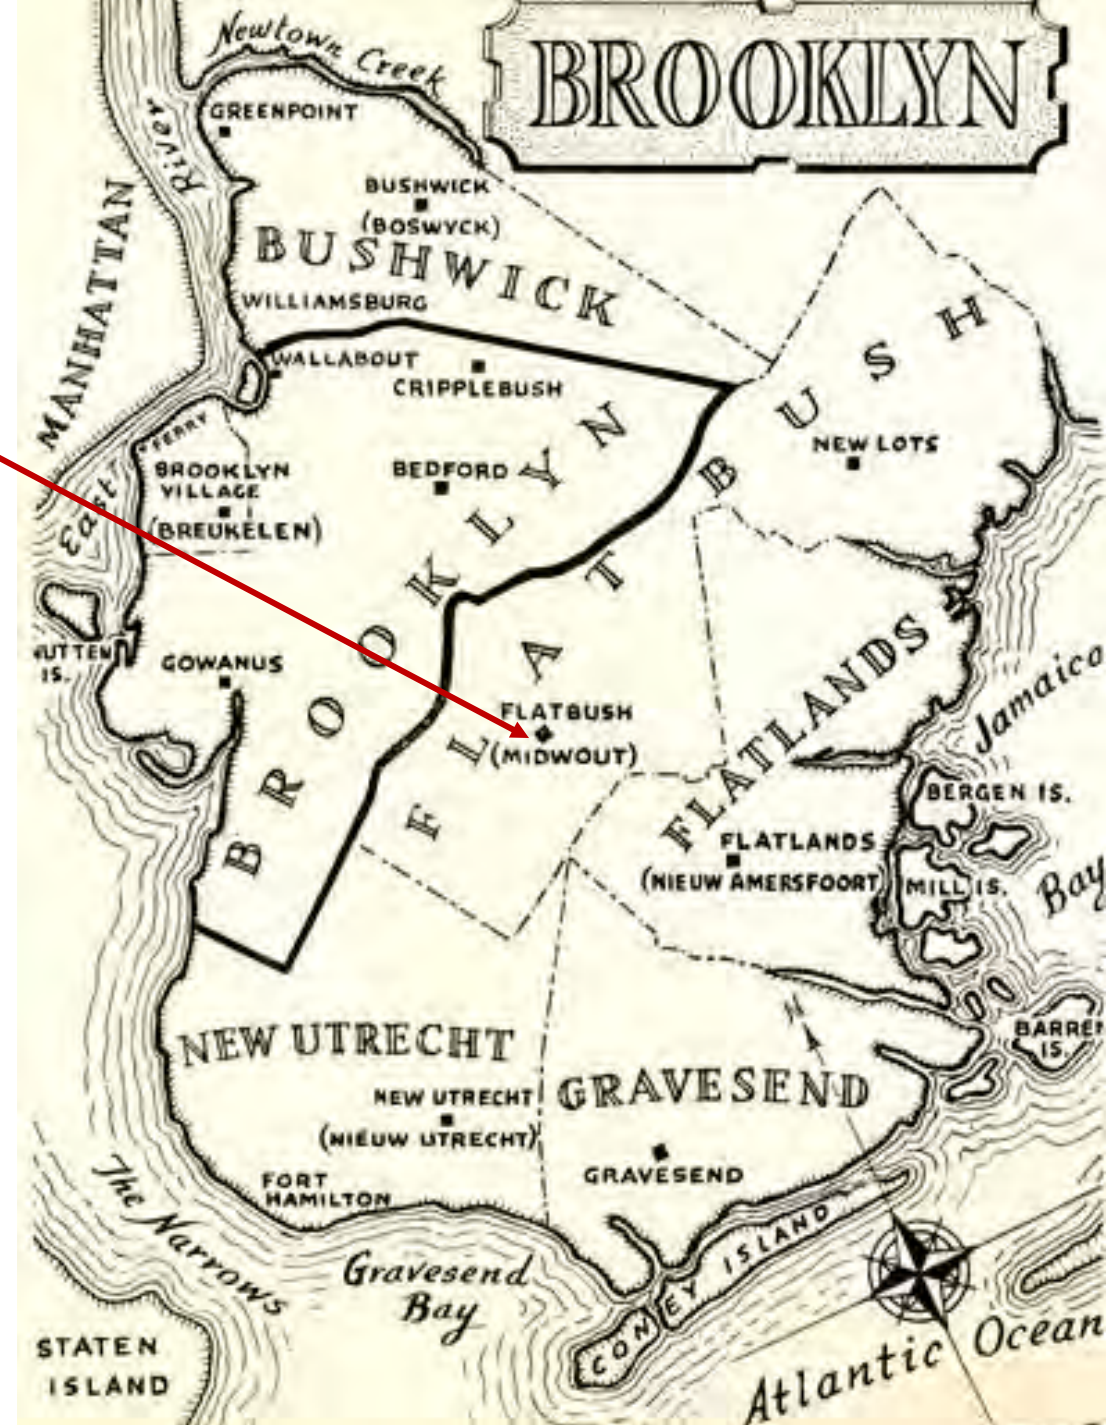 BROOKLYN
Newtown Creek
GREENPOINT
River
BUSHWICK
(BOSWYCK)
BUSHWICK
MANHATTAN
WILLIAMSBURG
WALLABOUT
CRIPPLEBUSH
FERRY
BROOKLYN
VILLAGE
(BREUKELEN)
BEDFORD
NEW LOTS
East
BROOKLYN
FLATBUSH
IS.
GOWANUS
FLATBUSH
(MIDWOUT)
FLATLANDS
Jamaica
Bay
BERGEN IS.
FLATLANDS
(NIEUW AMERSFOORT)
MILL IS.
N
IS.
NEW UTRECHT
NEW UTRECHT
(NIEUW UTRECHT)
GRAVESEND
GRAVESEND
FORT
HAMILTON
The Narrows
Gravesend
Bay
CONEY ISLAND
STATEN
ISLAND
Atlantic Ocean